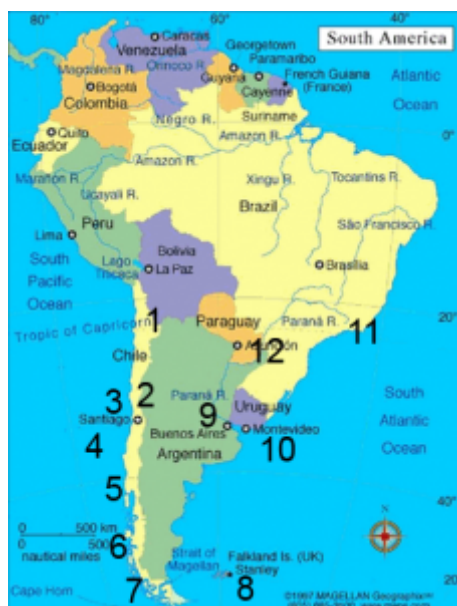 80° 60° 40°
South America
Caracas
Venezuela
Georgetown
Paramaribo
Magdalena R.
Orinoco R.
Guyana
French Guiana
(France)
Atlantic
Ocean
Bogotá
Cayenne
Colombia
Suriname
Negro R.
Quito
Amazon R.
0°
Ecuador
Amazon R.
Marañon R.
Xingu R.
Tocantins R.
Ucayali R.
Brazil
Peru
São Francisco R.
Lima
Bolivia
Lago
Titicaca
La Paz
Brasília
South
Pacific
Ocean
1
Tropic of Capricorn
Paraguay
Paraná R.
20°
11
Asunción
12
Chile
2
3
Paraná R.
9
South
Atlantic
Ocean
Uruguay
Santiago
Buenos Aires
Montevideo
4
10
Argentina
5
40°
0 500 km
0 500
nautical miles
6
N
Strait of
Magellan
Falkland Is. (UK)
Stanley
7
8
Cape Horn
©1997 MAGELLAN Geographix